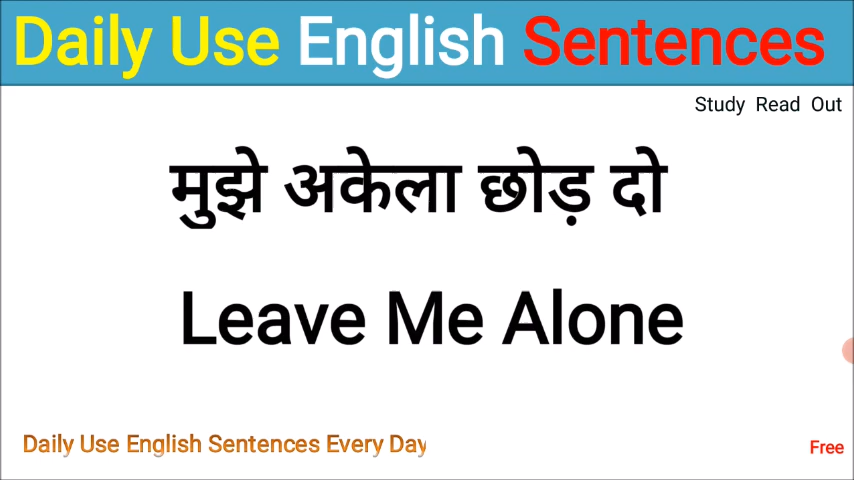 Daily Use English Sentences
Study Read Out
मुझे अकेला छोड़ दो
Leave Me Alone
Daily Use English Sentences Every Day
Free